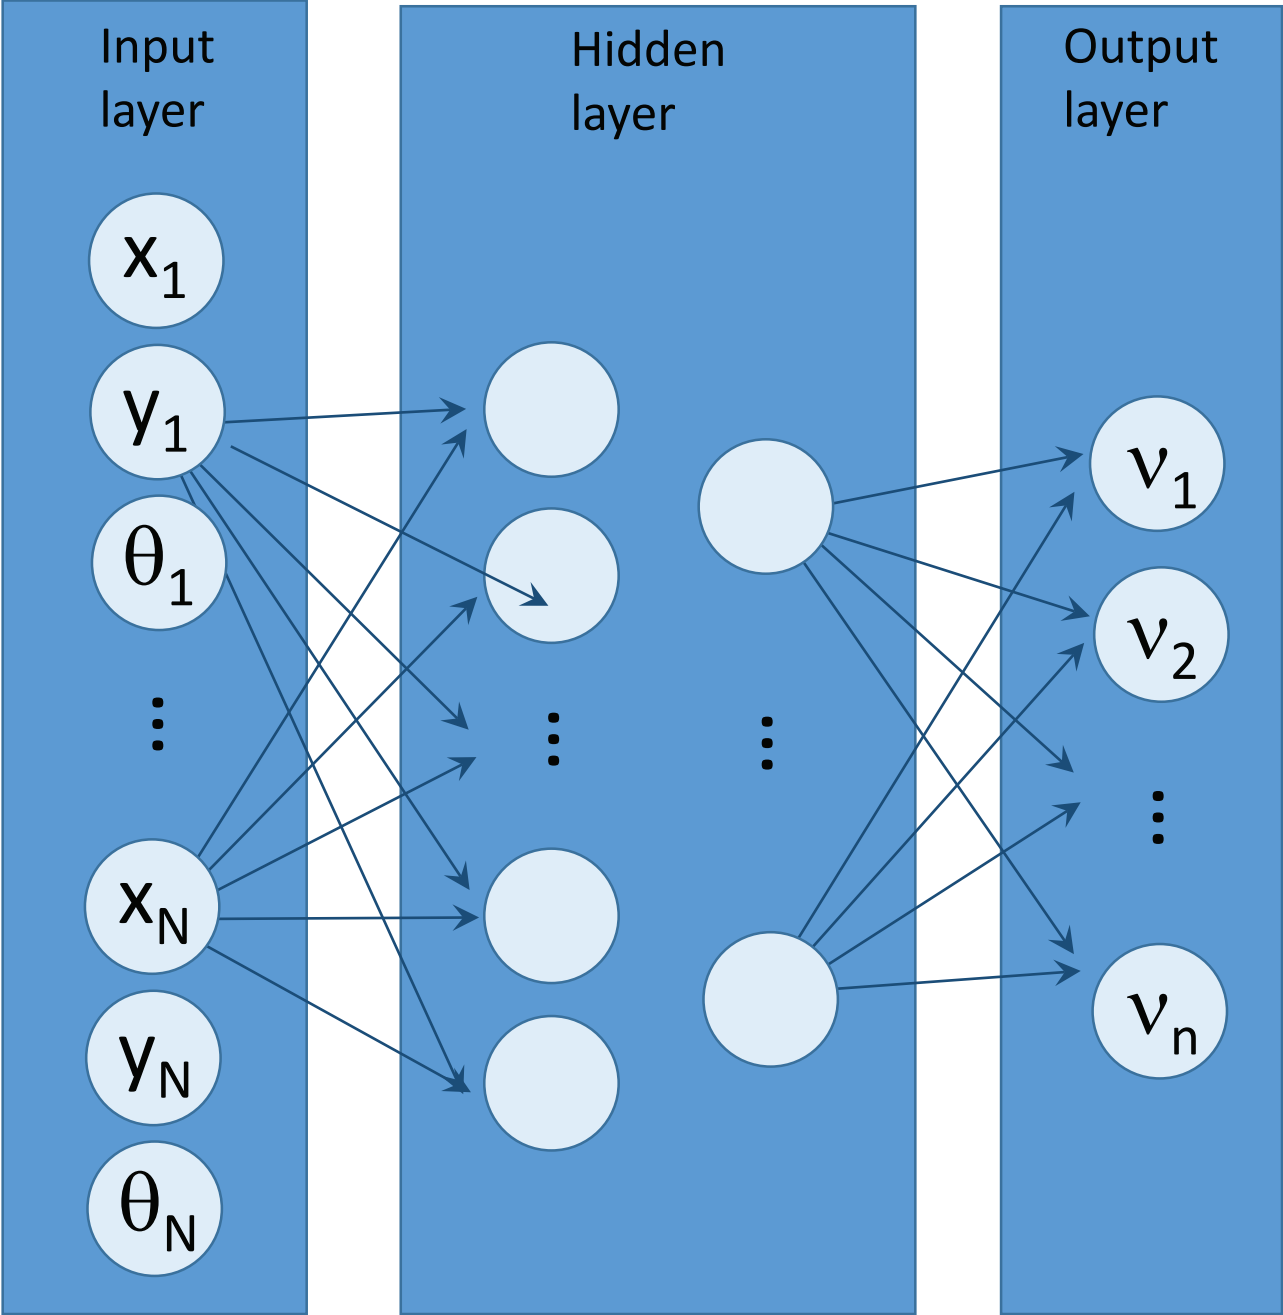 Input
layer
Hidden
layer
Output
layer
x1
y1
θ1
⋮
xN
yN
θN
⋮
⋮
ν1
ν2
⋮
νn